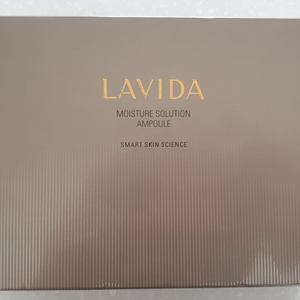 LAVIDA
MOISTURE SOLUTION
AMPOULE
SMART SKIN SCIENCE